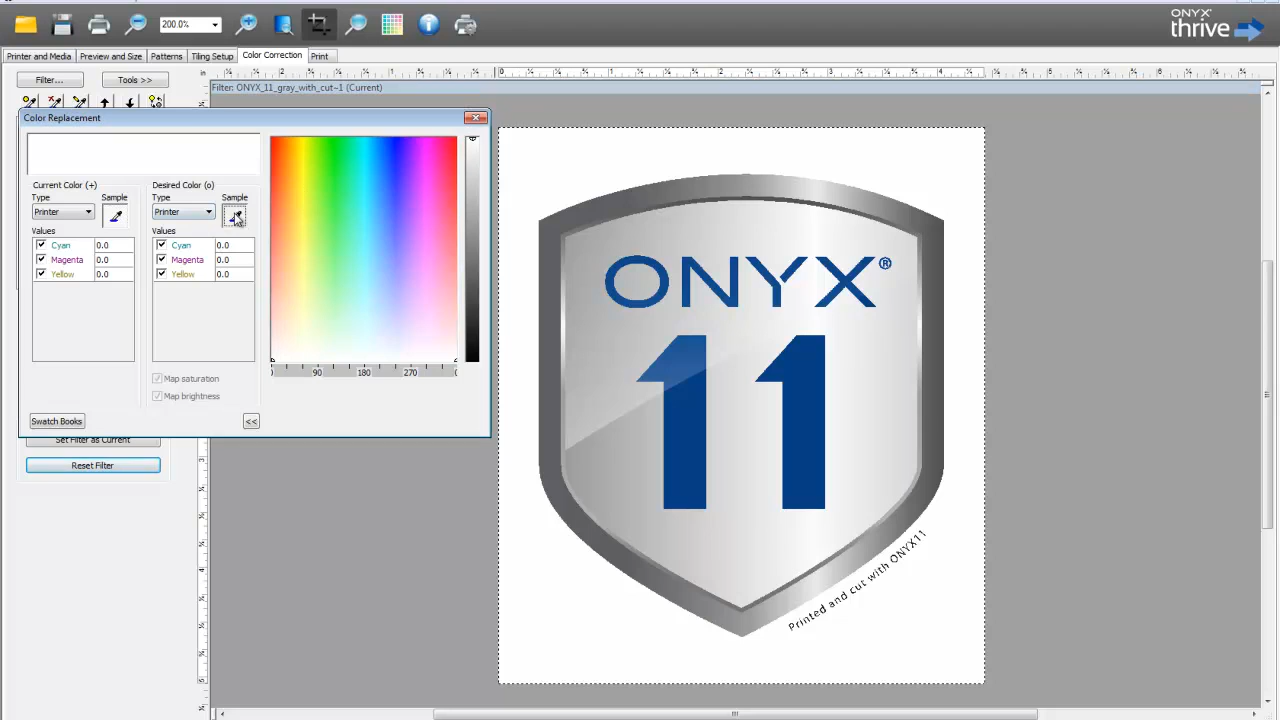 ONYX®
thrive
200.0%
Printer and Media
Preview and Size
Patterns
Tiling Setup
Color Correction
Print
Filter...
Tools >>
in
Filter: ONYX_11_gray_with_cut~1 (Current)
Color Replacement
Current Color (+)
Desired Color (o)
Type
Sample
Type
Sample
Printer
Printer
Values
Values
Cyan 0.0
Cyan 0.0
Magenta 0.0
Magenta 0.0
Yellow 0.0
Yellow 0.0
90 180 270
Map saturation
Map brightness
Swatch Books
<<
Set Filter as Current
Reset Filter
ONYX®
11
Printed and cut with ONYX11